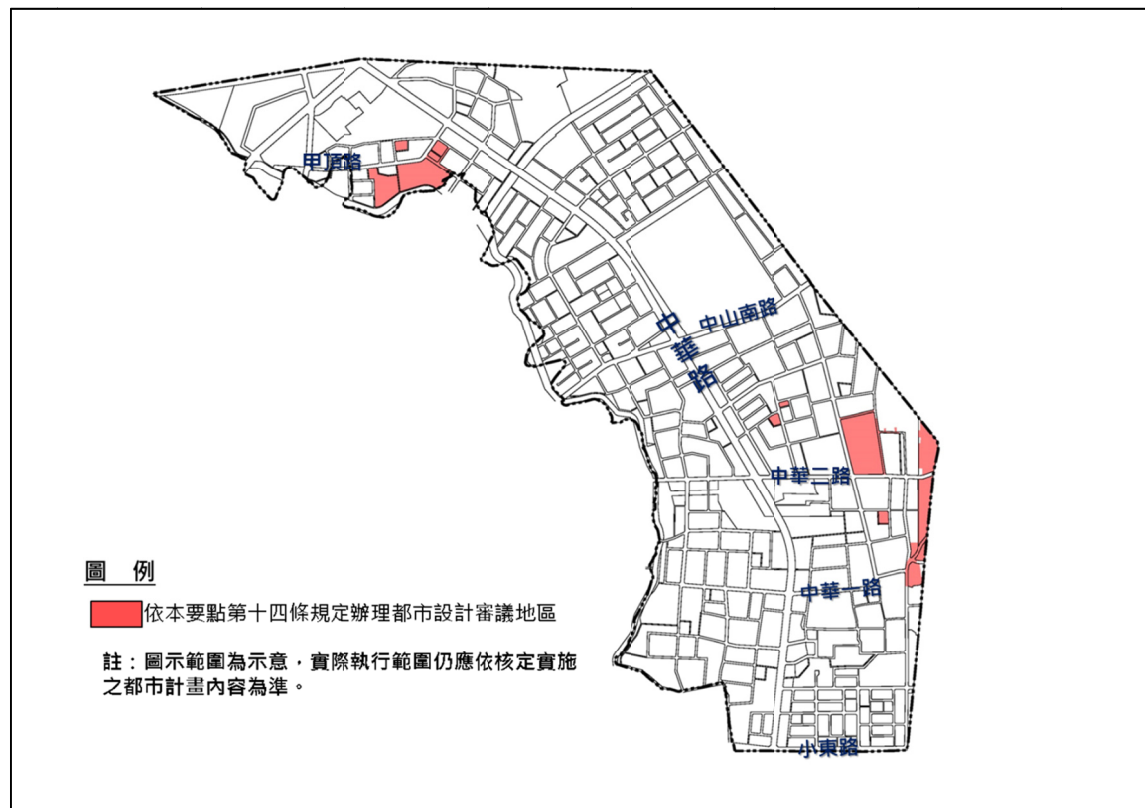 甲頂路
中山南路
中華路
中華二路
中華一路
小東路
圖 例
依本要點第十四條規定辦理都市設計審議地區
註：圖示範圍為示意，實際執行範圍仍應依核定實施
之都市計畫內容為準。